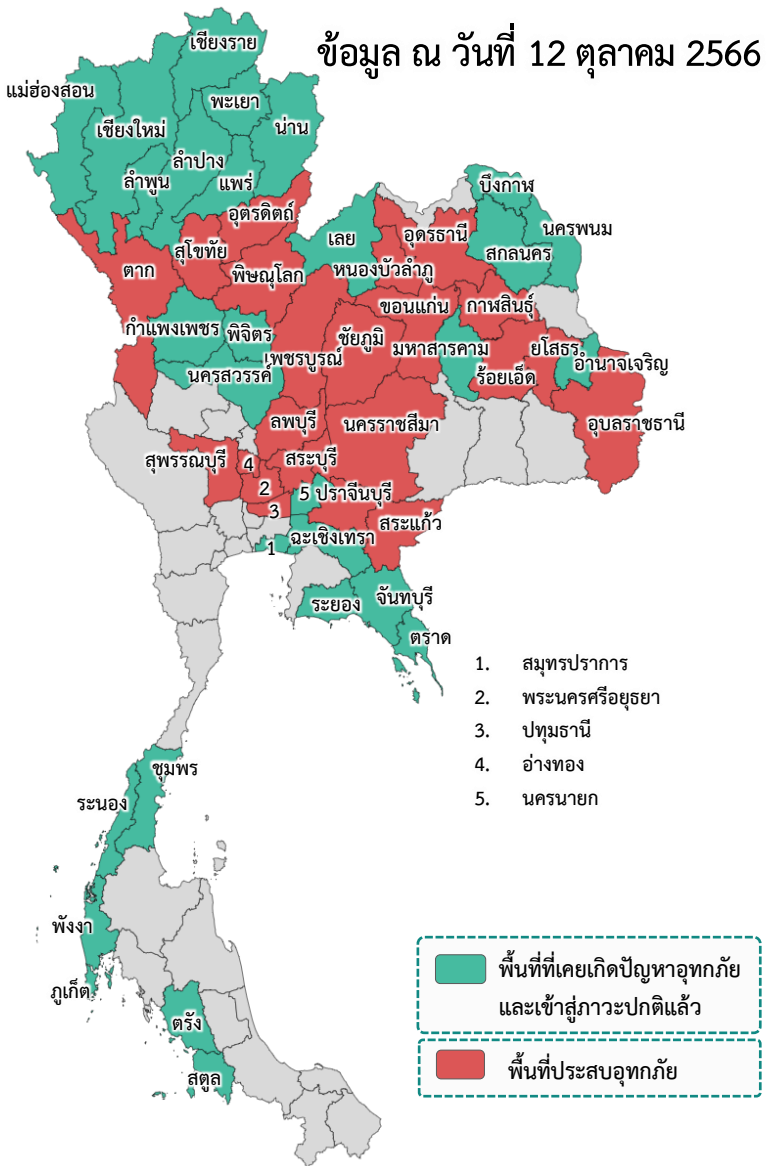 ข้อมูล ณ วันที่ 12 ตุลาคม 2566
เชียงราย
แม่ฮ่องสอน
พะเยา
เชียงใหม่
น่าน
ลำปาง
ลำพูน
แพร่
บึงกาฬ
อุตรดิตถ์
นครพนม
อุดรธานี
เลย
สุโขทัย
สกลนคร
ตาก
พิษณุโลก
หนองบัวลำภู
ขอนแก่น
กาฬสินธุ์
กำแพงเพชร
พิจิตร
ชัยภูมิ
มหาสารคาม
ยโสธร
เพชรบูรณ์
อำนาจเจริญ
นครสวรรค์
ร้อยเอ็ด
ลพบุรี
นครราชสีมา
อุบลราชธานี
สุพรรณบุรี
4
สระบุรี
2
5 ปราจีนบุรี
3
สระแก้ว
ฉะเชิงเทรา
1
ระยอง
จันทบุรี
ตราด
1. สมุทรปราการ
2. พระนครศรีอยุธยา
3. ปทุมธานี
4. อ่างทอง
5. นครนายก
ชุมพร
ระนอง
พังงา
ภูเก็ต
ตรัง
สตูล
พื้นที่ที่เคยเกิดปัญหาอุทกภัย
และเข้าสู่ภาวะปกติแล้ว
พื้นที่ประสบอุทกภัย